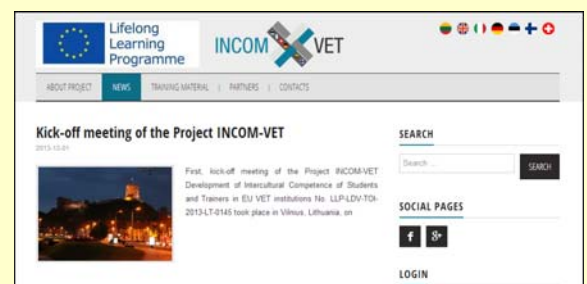 Lifelong
Learning
Programme
INCOM VET
ABOUT PROJECT NEWS TRAINING MATERIAL | PARTNERS | CONTACTS
Kick-off meeting of the Project INCOM-VET
2013-12-01
First, kick-off meeting of the Project INCOM-VET
Development of Intercultural Competence of Students
and Trainers in EU VET institutions No. LLP-LDV-TOI-
2013-LT-0145 took place in Vilnius, Lithuania, on
SEARCH
Search ...
SEARCH
SOCIAL PAGES
f 8+
LOGIN